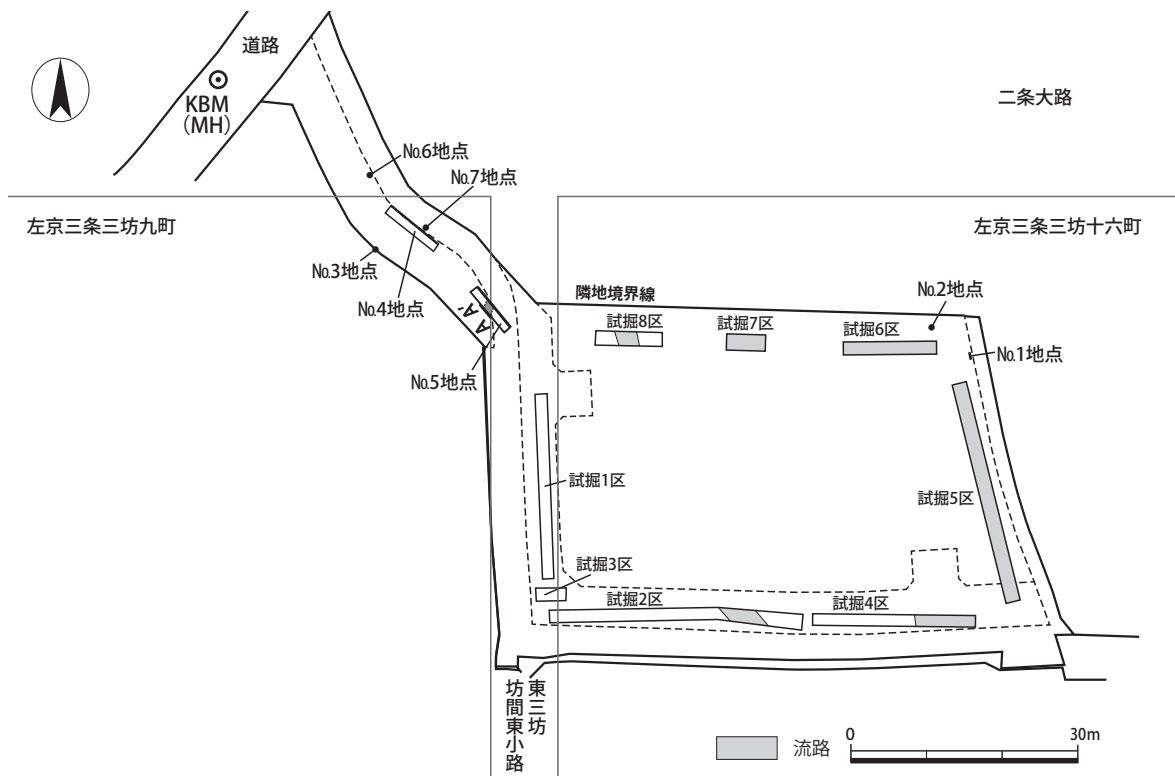 道路
KBM
(MH)
二条大路
No.6地点
No.7地点
左京三条三坊九町
左京三条三坊十六町
No.3地点
No.4地点
隣地境界線
No.2地点
A A'
試掘8区
試掘7区
試掘6区
No.1地点
No.5地点
試掘1区
試掘5区
試掘3区
試掘2区
試掘4区
東三坊
坊間東小路
流路
0
30m